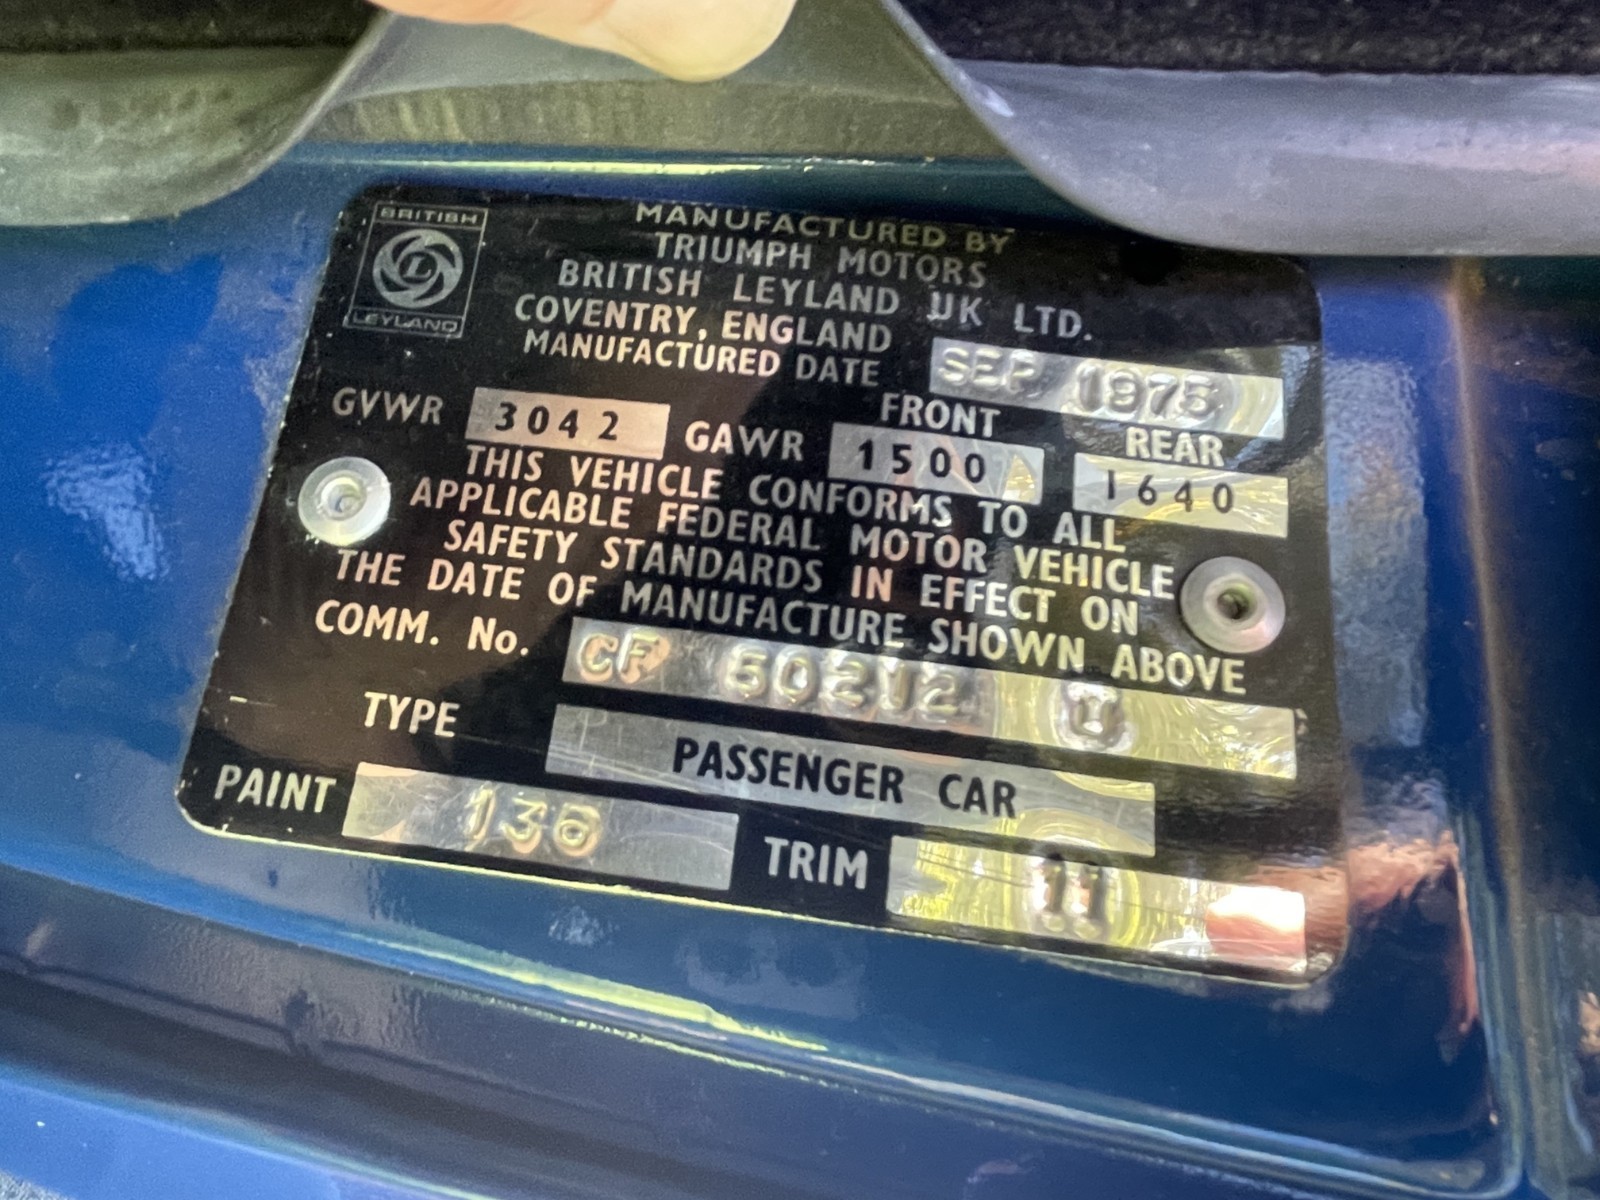 BRITISH
L
LEYLAND
MANUFACTURED BY
TRIUMPH MOTORS
BRITISH LEYLAND UK LTD.
COVENTRY, ENGLAND
MANUFACTURED DATE SEP 1975
FRONT REAR
GVWR 3042 GAWR 1500 1640
THIS VEHICLE CONFORMS TO ALL
APPLICABLE FEDERAL MOTOR VEHICLE
SAFETY STANDARDS IN EFFECT ON
THE DATE OF MANUFACTURE SHOWN ABOVE
COMM. No. CF 50212 U
TYPE PASSENGER CAR
PAINT 136 TRIM 11